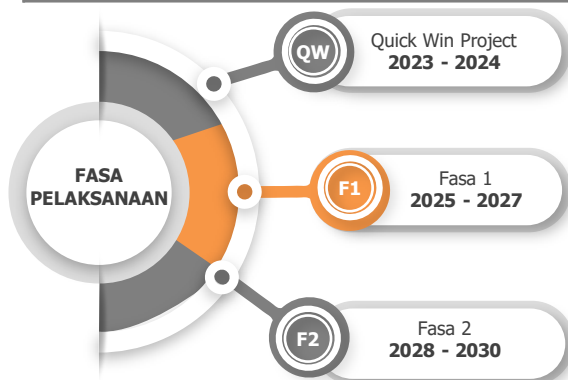 QW
Quick Win Project
2023 - 2024
FASA
PELAKSANAAN
F1
Fasa 1
2025 - 2027
F2
Fasa 2
2028 - 2030